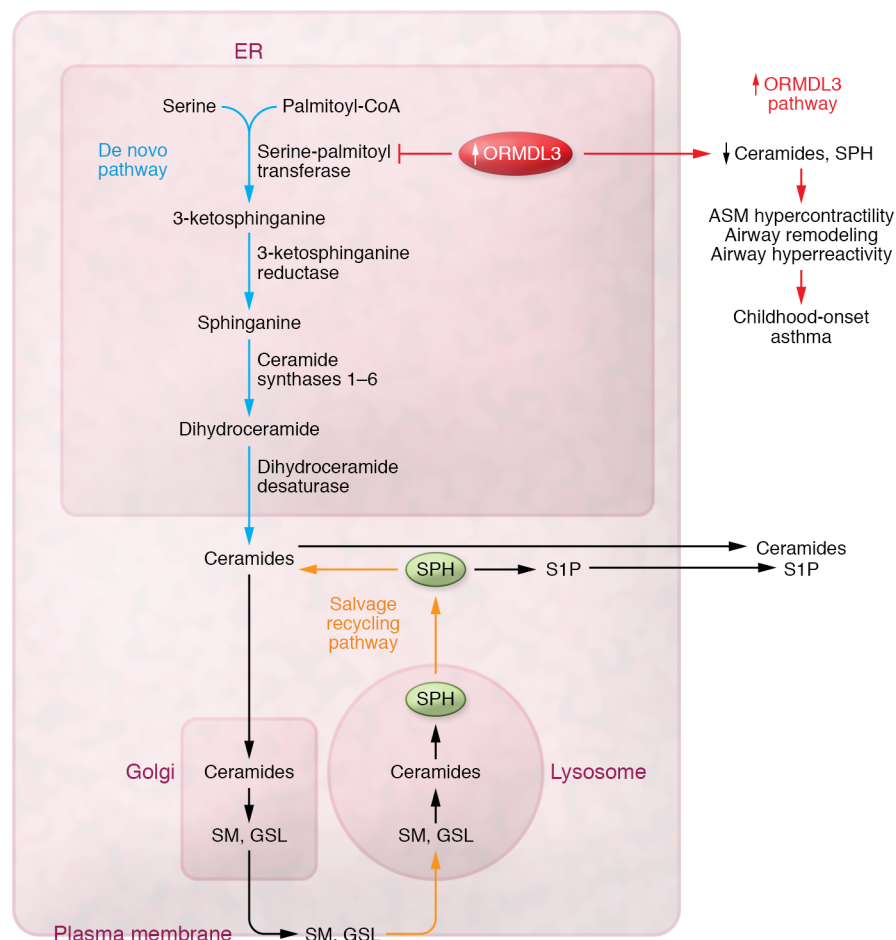 ER
Serine
Palmitoyl-CoA
De novo
pathway
Serine-palmitoyl
transferase
ORMDL3
3-ketosphinganine
3-ketosphinganine
reductase
Sphinganine
Ceramide
synthases 1–6
Dihydroceramide
Dihydroceramide
desaturase
ORMDL3
pathway
Ceramides, SPH
ASM hypercontractility
Airway remodeling
Airway hyperreactivity
Childhood-onset
asthma
Ceramides
SPH
S1P
Ceramides
S1P
Salvage
recycling
pathway
SPH
Golgi
Ceramides
SM, GSL
Ceramides
Lysosome
SM, GSL
Plasma membrane
SM, GSL